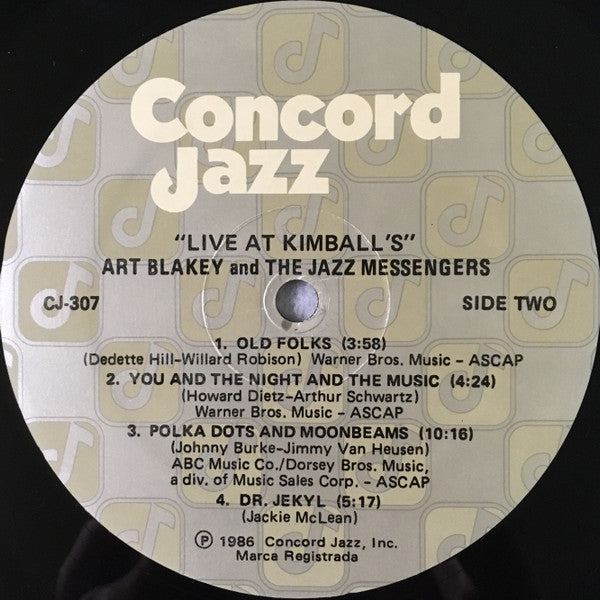 Concord
Jazz
"LIVE AT KIMBALL'S"
ART BLAKEY and THE JAZZ MESSENGERS
CJ-307 SIDE TWO
1. OLD FOLKS (3:58)
(Dedette Hill-Willard Robison) Warner Bros. Music - ASCAP
2. YOU AND THE NIGHT AND THE MUSIC (4:24)
(Howard Dietz-Arthur Schwartz)
Warner Bros. Music - ASCAP
3. POLKA DOTS AND MOONBEAMS (10:16)
(Johnny Burke-Jimmy Van Heusen)
ABC Music Co./Dorsey Bros. Music,
a div. of Music Sales Corp. - ASCAP
4. DR. JEKYL (5:17)
(Jackie McLean)
℗ 1986 Concord Jazz, Inc.
Marca Registrada